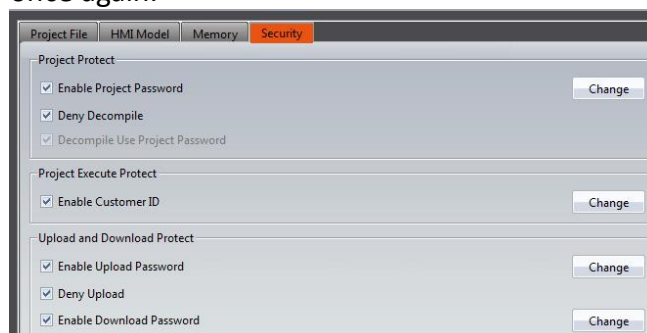 once again.
Project File HMI Model Memory Security
Project Protect
Enable Project Password Change
Deny Decompile
Decompile Use Project Password
Project Execute Protect
Enable Customer ID Change
Upload and Download Protect
Enable Upload Password Change
Deny Upload
Enable Download Password Change